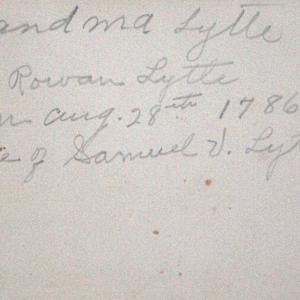 andma Lytle
Rowan Lytle
n aug. 28th 1786
e of Samuel V. Lyt